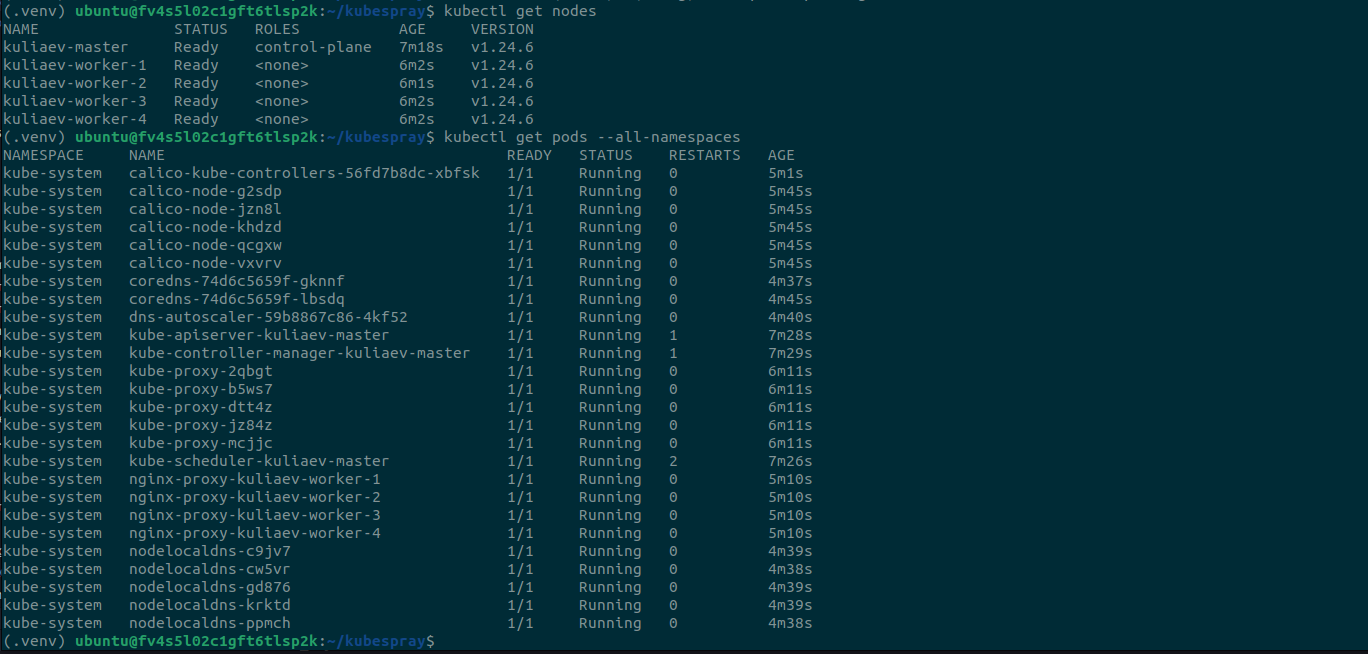 (.venv) ubuntu@fv4s5l02c1gft6tlsp2k:~/kubespray$ kubectl get nodes
NAME STATUS ROLES AGE VERSION
kuliaev-master Ready control-plane 7m18s v1.24.6
kuliaev-worker-1 Ready <none> 6m2s v1.24.6
kuliaev-worker-2 Ready <none> 6m1s v1.24.6
kuliaev-worker-3 Ready <none> 6m2s v1.24.6
kuliaev-worker-4 Ready <none> 6m2s v1.24.6
(.venv) ubuntu@fv4s5l02c1gft6tlsp2k:~/kubespray$ kubectl get pods --all-namespaces
NAMESPACE NAME READY STATUS RESTARTS AGE
kube-system calico-kube-controllers-56fd7b8dc-xbfsk 1/1 Running 0 5m1s
kube-system calico-node-g2sdp 1/1 Running 0 5m45s
kube-system calico-node-jzn8l 1/1 Running 0 5m45s
kube-system calico-node-khdzd 1/1 Running 0 5m45s
kube-system calico-node-qcgxw 1/1 Running 0 5m45s
kube-system calico-node-vxvrv 1/1 Running 0 5m45s
kube-system coredns-74d6c5659f-gknnf 1/1 Running 0 4m37s
kube-system coredns-74d6c5659f-lbsdq 1/1 Running 0 4m45s
kube-system dns-autoscaler-59b8867c86-4kf52 1/1 Running 0 4m40s
kube-system kube-apiserver-kuliaev-master 1/1 Running 1 7m28s
kube-system kube-controller-manager-kuliaev-master 1/1 Running 1 7m29s
kube-system kube-proxy-2qbgt 1/1 Running 0 6m11s
kube-system kube-proxy-b5ws7 1/1 Running 0 6m11s
kube-system kube-proxy-dtt4z 1/1 Running 0 6m11s
kube-system kube-proxy-jz84z 1/1 Running 0 6m11s
kube-system kube-proxy-mcjjc 1/1 Running 0 6m11s
kube-system kube-scheduler-kuliaev-master 1/1 Running 2 7m26s
kube-system nginx-proxy-kuliaev-worker-1 1/1 Running 0 5m10s
kube-system nginx-proxy-kuliaev-worker-2 1/1 Running 0 5m10s
kube-system nginx-proxy-kuliaev-worker-3 1/1 Running 0 5m10s
kube-system nginx-proxy-kuliaev-worker-4 1/1 Running 0 5m10s
kube-system nodelocaldns-c9jv7 1/1 Running 0 4m39s
kube-system nodelocaldns-cw5vr 1/1 Running 0 4m38s
kube-system nodelocaldns-gd876 1/1 Running 0 4m39s
kube-system nodelocaldns-krktd 1/1 Running 0 4m39s
kube-system nodelocaldns-ppmch 1/1 Running 0 4m38s
(.venv) ubuntu@fv4s5l02c1gft6tlsp2k:~/kubespray$